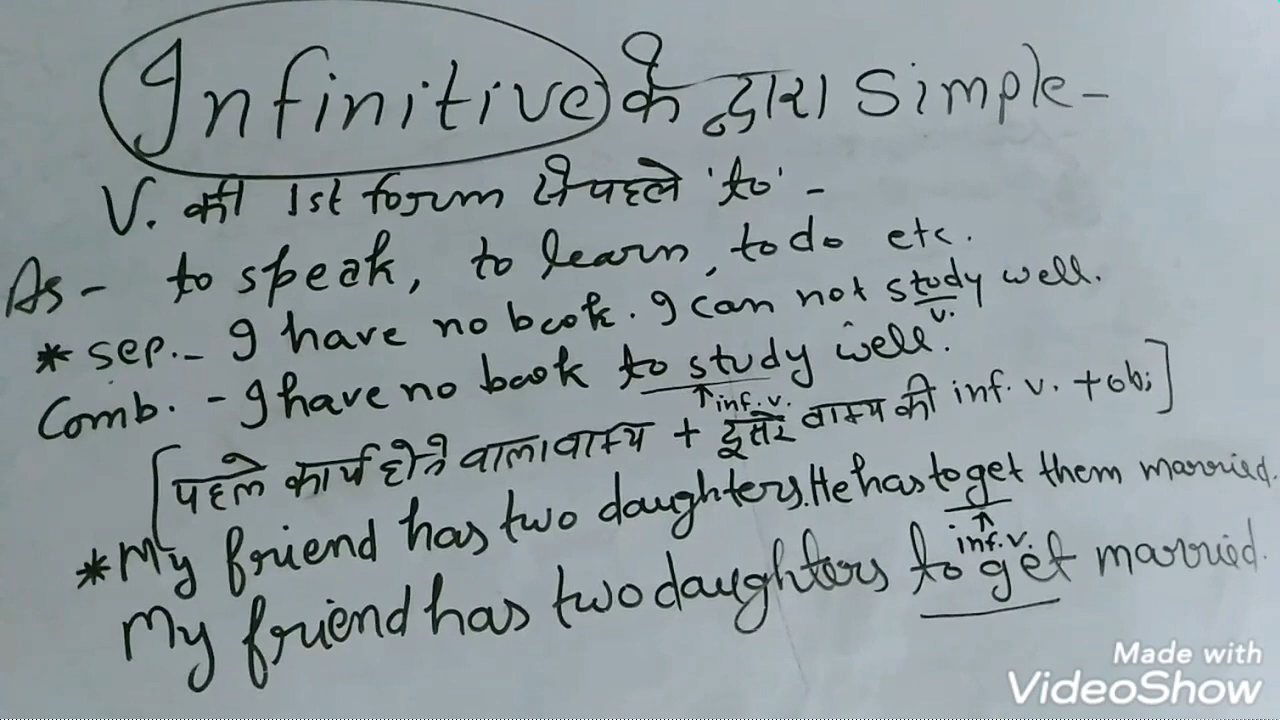 Infinitive के द्वारा Simple-
V. की 1st form से पहले 'to' -
As - to speak, to learn, to do etc.
* Sep. - I have no book. I can not study well.
v.
Comb. - I have no book to study well.
↑inf. v.
[पहले कार्य होने वाला वाक्य + दूसरे वाक्य की inf. v. + obj]
* My friend has two daughters. He has to get them married.
↑
inf. v.
My friend has two daughters to get married.
Made with
VideoShow